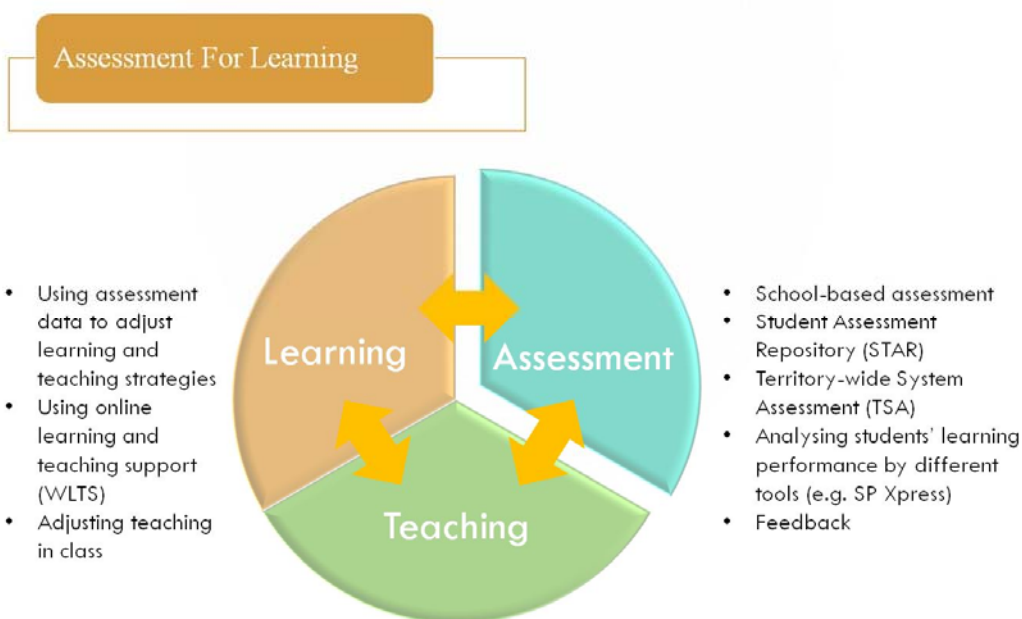 Assessment For Learning
• Using assessment
data to adjust
learning and
teaching strategies
• Using online
learning and
teaching support
(WLTS)
• Adjusting teaching
in class
Learning
Assessment
Teaching
• School-based assessment
• Student Assessment
Repository (STAR)
• Territory-wide System
Assessment (TSA)
• Analysing students' learning
performance by different
tools (e.g. SP Xpress)
• Feedback